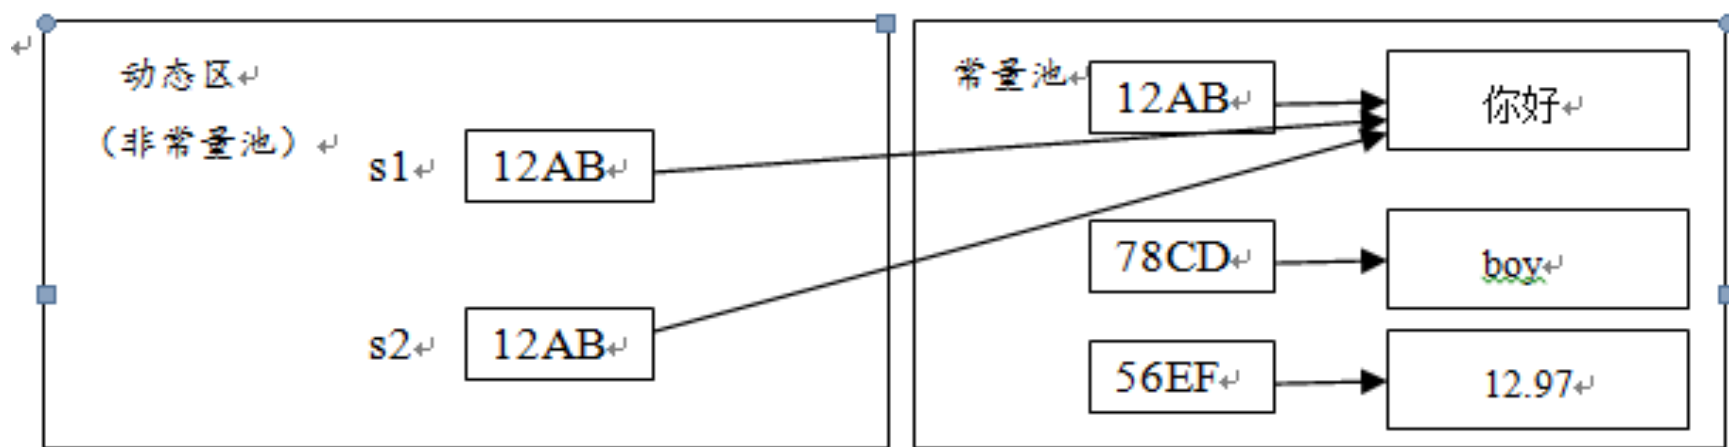 动态区
（非常量池）
s1 12AB
s2 12AB
常量池
12AB 你好
78CD boy
56EF 12.97